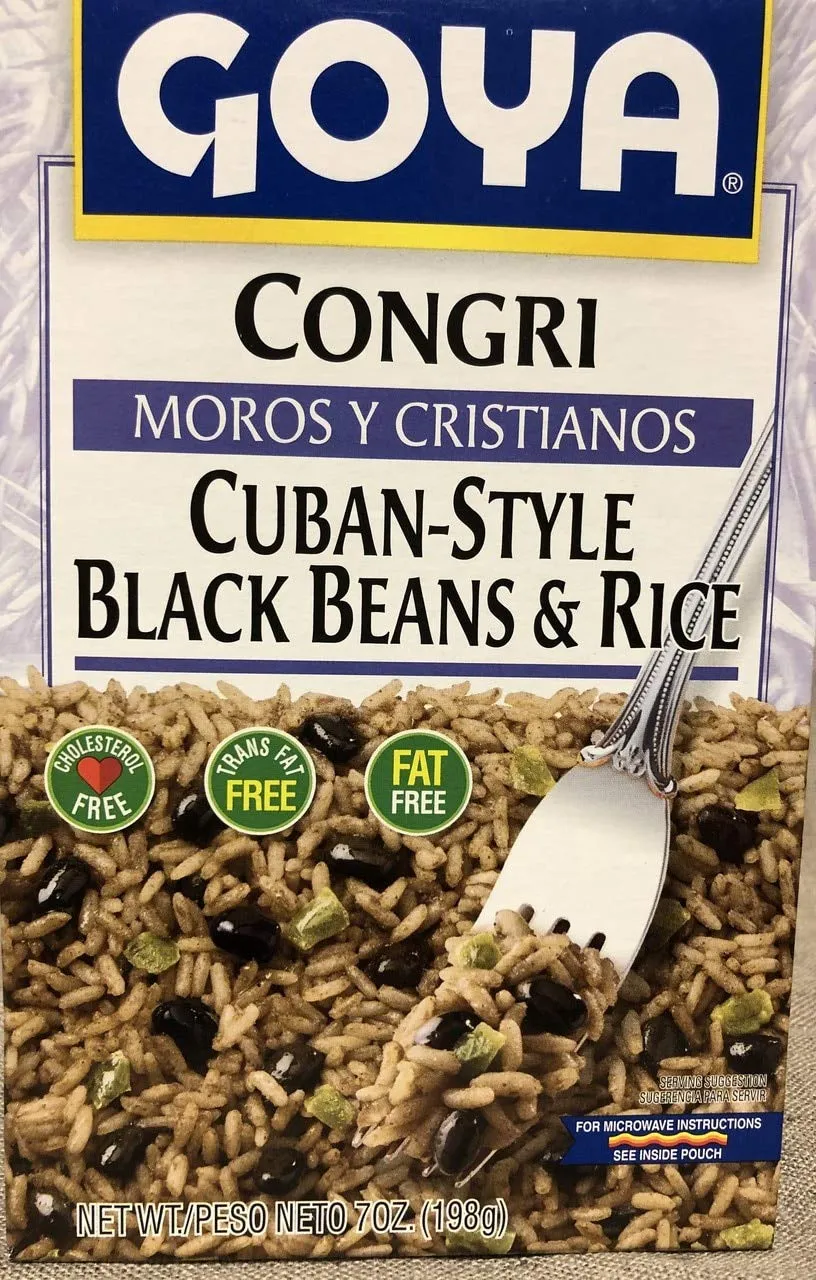 GOYA®
CONGRI
MOROS Y CRISTIANOS
CUBAN-STYLE
BLACK BEANS & RICE
CHOLESTEROL
FREE
TRANS FAT
FREE
FAT
FREE
SERVING SUGGESTION
SUGERENCIA PARA SERVIR
FOR MICROWAVE INSTRUCTIONS
SEE INSIDE POUCH
NET WT./PESO NETO 7OZ. (198g)